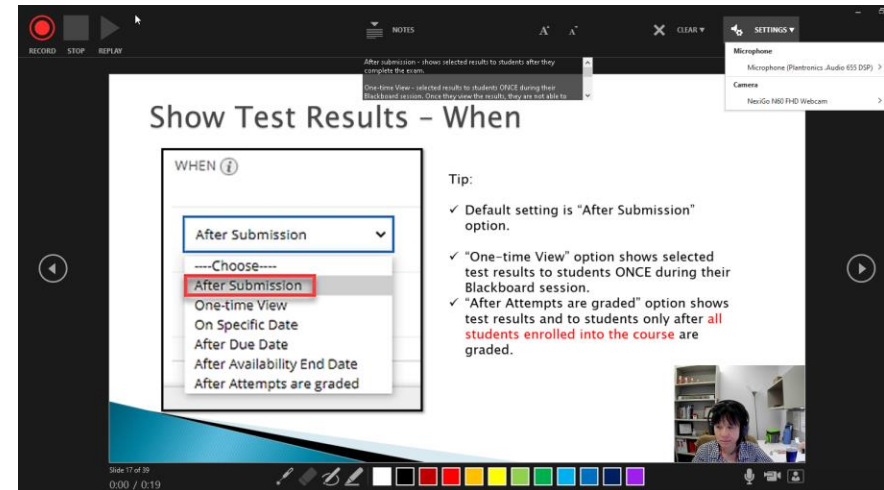 NOTES
A A
CLEAR
SETTINGS
RECORD STOP REPLAY
Microphone
Microphone (Plantronics .Audio 655 DSP)
Camera
NexiGo N60 FHD Webcam
After submission - shows selected results to students after they
complete the exam.
One-time View - selected results to students ONCE during their
Blackboard session. Once they view the results, they are not able to
Show Test Results – When
WHEN i
After Submission
----Choose----
After Submission
One-time View
On Specific Date
After Due Date
After Availability End Date
After Attempts are graded
Tip:
✓ Default setting is “After Submission”
option.
✓ “One-time View” option shows selected
test results to students ONCE during their
Blackboard session.
✓ “After Attempts are graded” option shows
test results and to students only after all
students enrolled into the course are
graded.
Slide 17 of 39
0:00 / 0:19